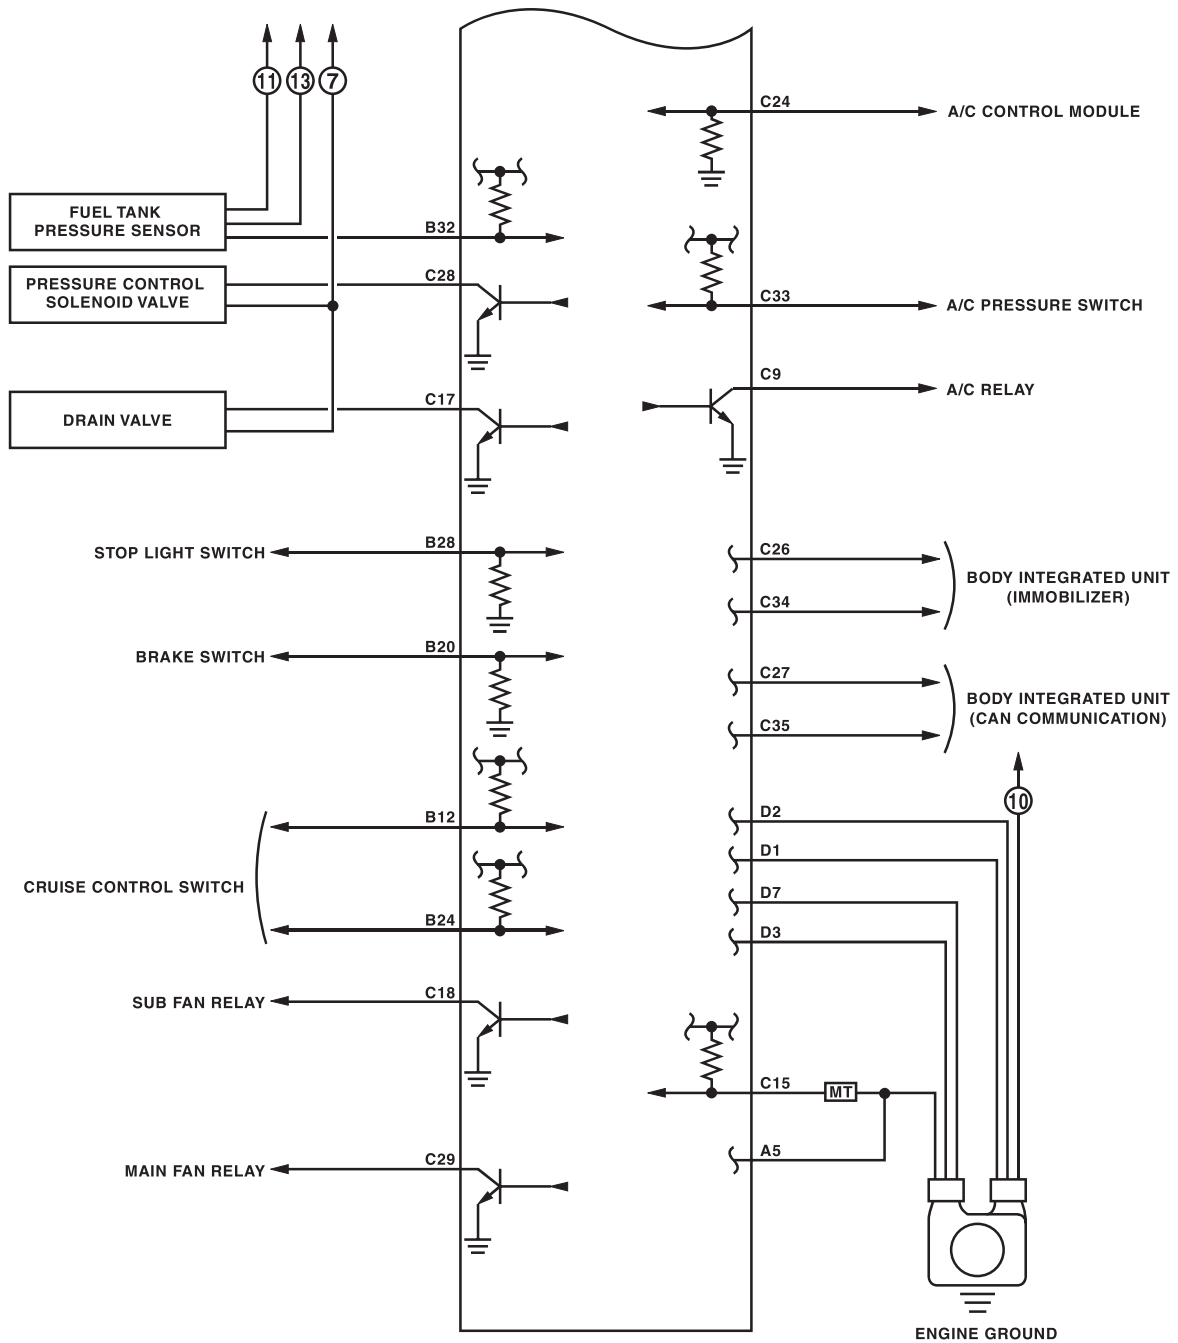 11 13 7
C24
A/C CONTROL MODULE
FUEL TANK
PRESSURE SENSOR
B32
PRESSURE CONTROL
SOLENOID VALVE
C28
C33
A/C PRESSURE SWITCH
C9
A/C RELAY
DRAIN VALVE
C17
STOP LIGHT SWITCH
B28
C26
C34
BODY INTEGRATED UNIT
(IMMOBILIZER)
BRAKE SWITCH
B20
C27
C35
BODY INTEGRATED UNIT
(CAN COMMUNICATION)
10
CRUISE CONTROL SWITCH
B12
B24
D2
D1
D7
D3
SUB FAN RELAY
C18
C15
MT
A5
MAIN FAN RELAY
C29
ENGINE GROUND